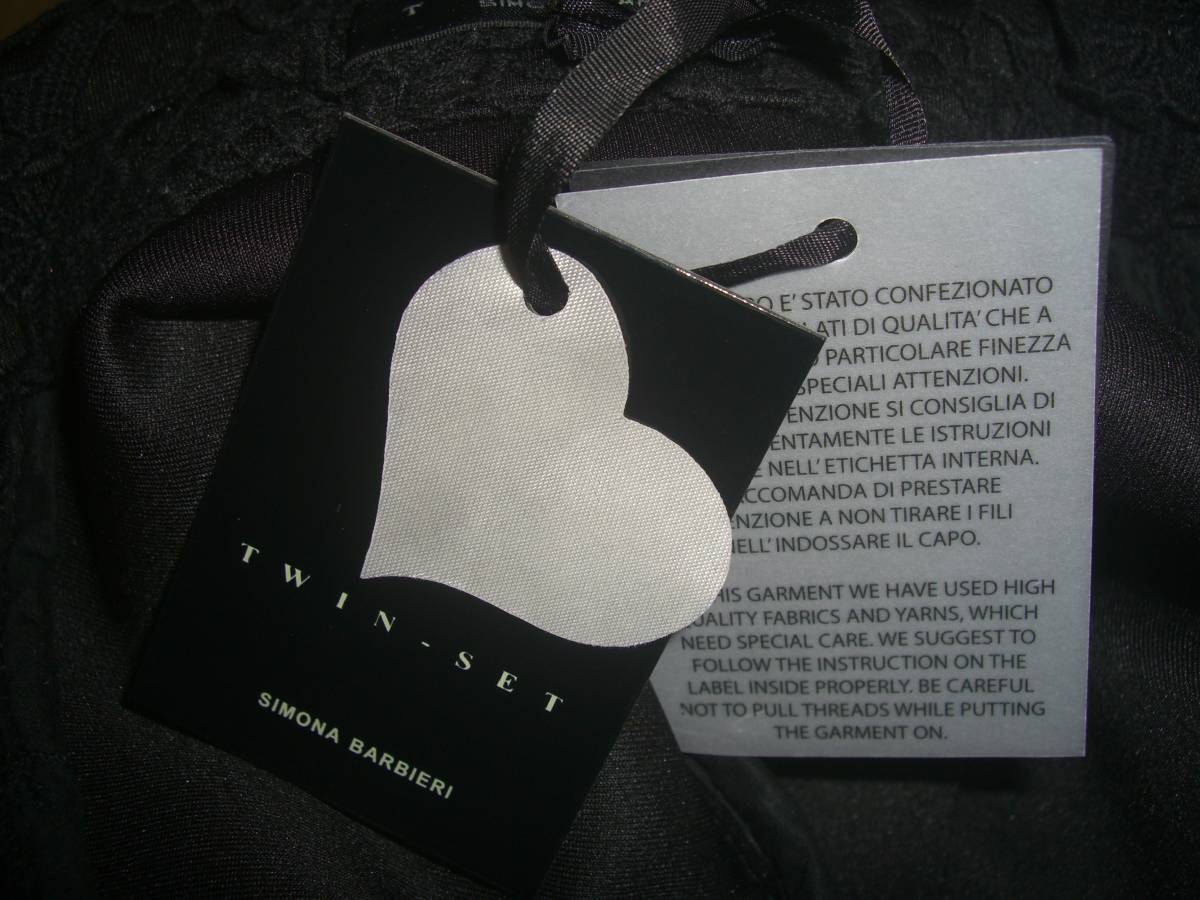 TWIN-SET
SIMONA BARBIERI
E' STATO CONFEZIONATO
DI QUALITA' CHE A
PARTICOLARE FINEZZA
SPECIALI ATTENZIONI.
SI CONSIGLIA DI
LE ISTRUZIONI
NELL' ETICHETTA INTERNA.
DI PRESTARE
A NON TIRARE I FILI
NELL' INDOSSARE IL CAPO.
THIS GARMENT WE HAVE USED HIGH
QUALITY FABRICS AND YARNS, WHICH
NEED SPECIAL CARE. WE SUGGEST TO
FOLLOW THE INSTRUCTION ON THE
LABEL INSIDE PROPERLY. BE CAREFUL
NOT TO PULL THREADS WHILE PUTTING
THE GARMENT ON.